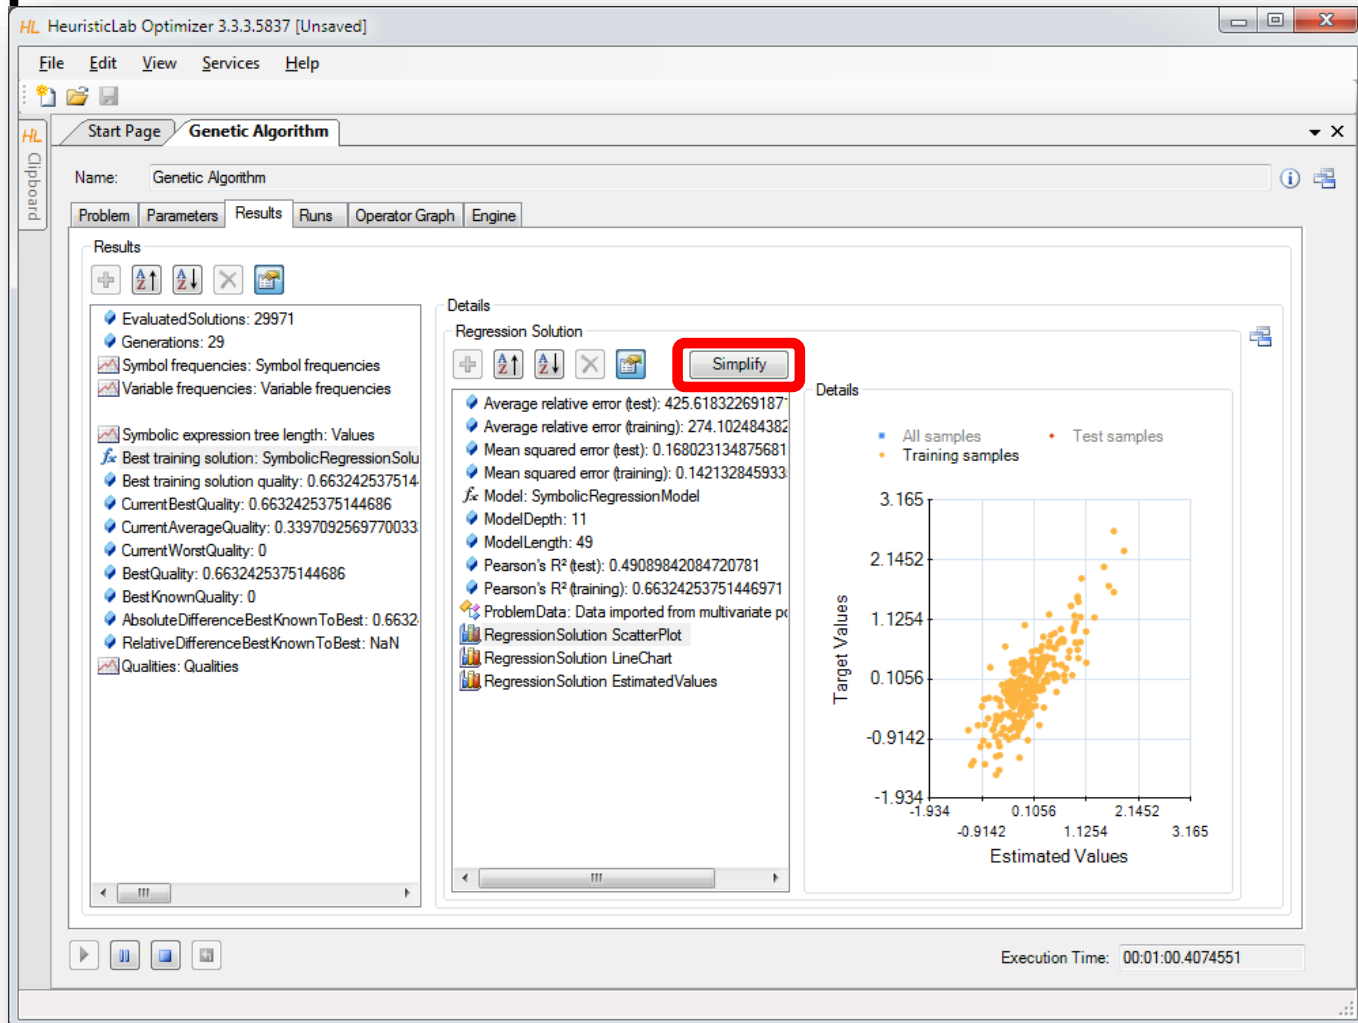 HL HeuristicLab Optimizer 3.3.3.5837 [Unsaved]
File Edit View Services Help
HL Clipboard
Start Page Genetic Algorithm
Name: Genetic Algorithm
Problem Parameters Results Runs Operator Graph Engine
Results
EvaluatedSolutions: 29971
Generations: 29
Symbol frequencies: Symbol frequencies
Variable frequencies: Variable frequencies
Symbolic expression tree length: Values
Best training solution: SymbolicRegressionSolu
Best training solution quality: 0.66324253751​4
CurrentBestQuality: 0.6632425375144686
CurrentAverageQuality: 0.3397092569770033
CurrentWorstQuality: 0
BestQuality: 0.6632425375144686
BestKnownQuality: 0
AbsoluteDifferenceBestKnownToBest: 0.6632
RelativeDifferenceBestKnownToBest: NaN
Qualities: Qualities
Details
Regression Solution
Simplify
Average relative error (test): 425.61832269187
Average relative error (training): 274.102484382
Mean squared error (test): 0.168023134875681
Mean squared error (training): 0.142132845933
Model: SymbolicRegressionModel
ModelDepth: 11
ModelLength: 49
Pearson's R² (test): 0.49089842084720781
Pearson's R² (training): 0.66324253751446971
ProblemData: Data imported from multivariate po
RegressionSolution ScatterPlot
RegressionSolution LineChart
RegressionSolution EstimatedValues
Details
All samples Test samples
Training samples
3.165
2.1452
1.1254
0.1056
-0.9142
-1.934
Target Values
-1.934 0.1056 2.1452
-0.9142 1.1254 3.165
Estimated Values
Execution Time: 00:01:00.4074551